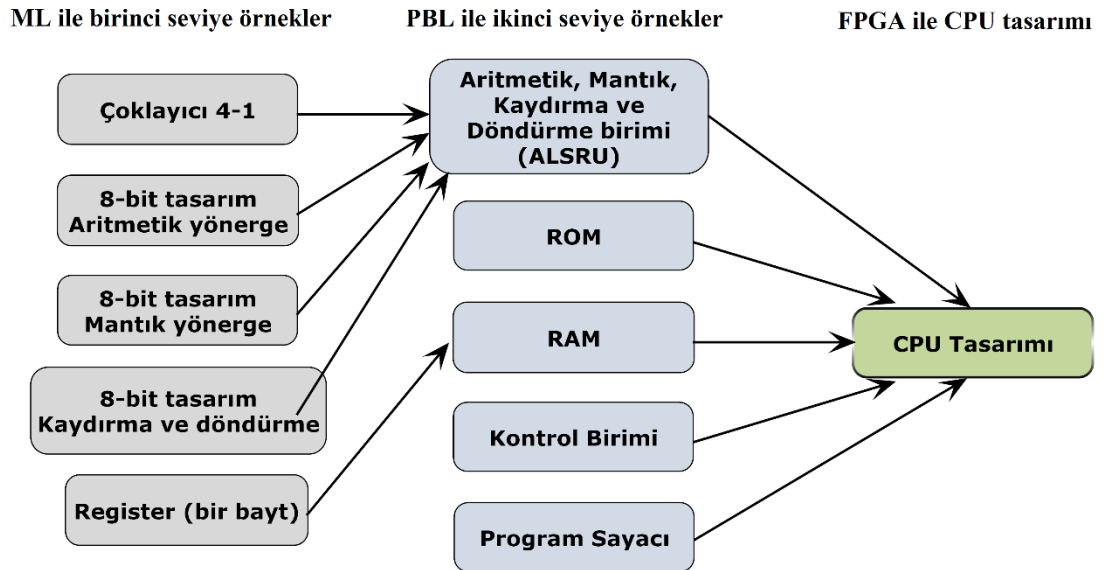 ML ile birinci seviye örnekler
PBL ile ikinci seviye örnekler
FPGA ile CPU tasarımı
Çoklayıcı 4-1
8-bit tasarım
Aritmetik yönerge
8-bit tasarım
Mantık yönerge
8-bit tasarım
Kaydırma ve döndürme
Register (bir bayt)
Aritmetik, Mantık,
Kaydırma ve
Döndürme birimi
(ALSRU)
ROM
RAM
Kontrol Birimi
Program Sayacı
CPU Tasarımı